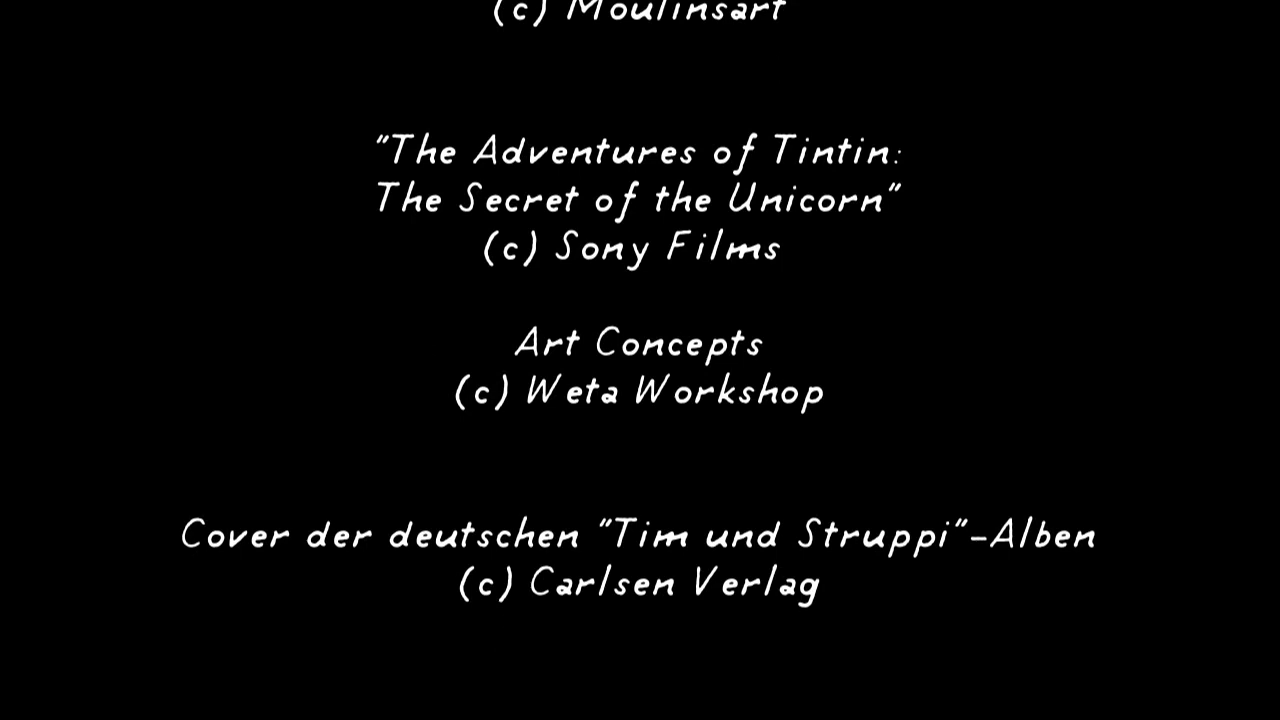 (c) Moulinsart
"The Adventures of Tintin:
The Secret of the Unicorn"
(c) Sony Films
Art Concepts
(c) Weta Workshop
Cover der deutschen "Tim und Struppi"-Alben
(c) Carlsen Verlag